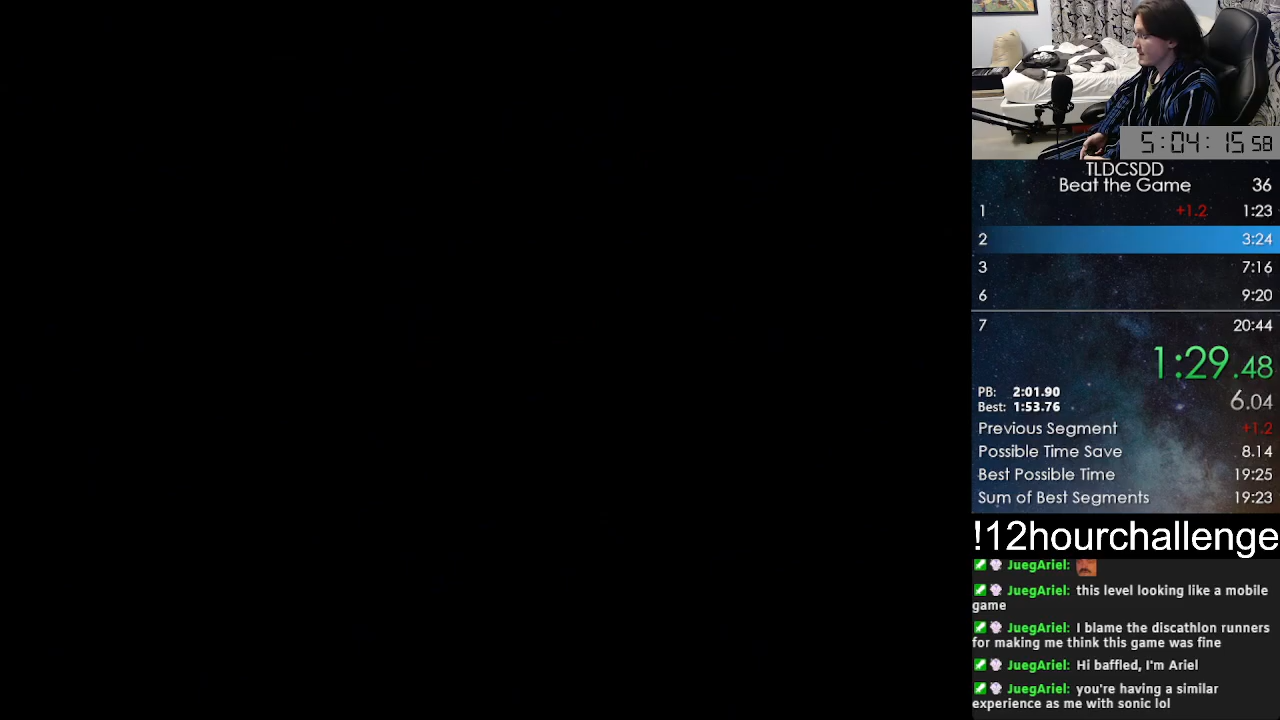 5:04:15 58
TLDCSDD
Beat the Game 36
1 +1.2 1:23
2 3:24
3 7:16
6 9:20
7 20:44
1:29.48
PB: 2:01.90
Best: 1:53.76
6.04
Previous Segment +1.2
Possible Time Save 8.14
Best Possible Time 19:25
Sum of Best Segments 19:23
!12hourchallenge
JuegAriel:
JuegAriel: this level looking like a mobile
game
JuegAriel: I blame the discathlon runners
for making me think this game was fine
JuegAriel: Hi baffled, I'm Ariel
JuegAriel: you're having a similar
experience as me with sonic lol